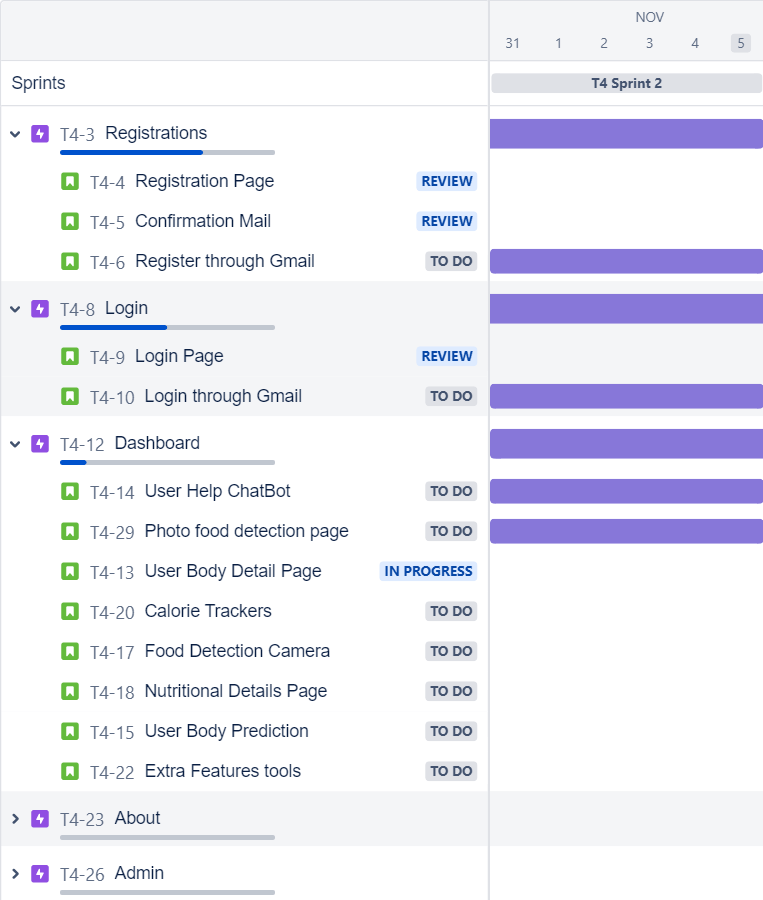 NOV
31 1 2 3 4 5
Sprints
T4 Sprint 2
T4-3 Registrations
T4-4 Registration Page REVIEW
T4-5 Confirmation Mail REVIEW
T4-6 Register through Gmail TO DO
T4-8 Login
T4-9 Login Page REVIEW
T4-10 Login through Gmail TO DO
T4-12 Dashboard
T4-14 User Help ChatBot TO DO
T4-29 Photo food detection page TO DO
T4-13 User Body Detail Page IN PROGRESS
T4-20 Calorie Trackers TO DO
T4-17 Food Detection Camera TO DO
T4-18 Nutritional Details Page TO DO
T4-15 User Body Prediction TO DO
T4-22 Extra Features tools TO DO
T4-23 About
T4-26 Admin